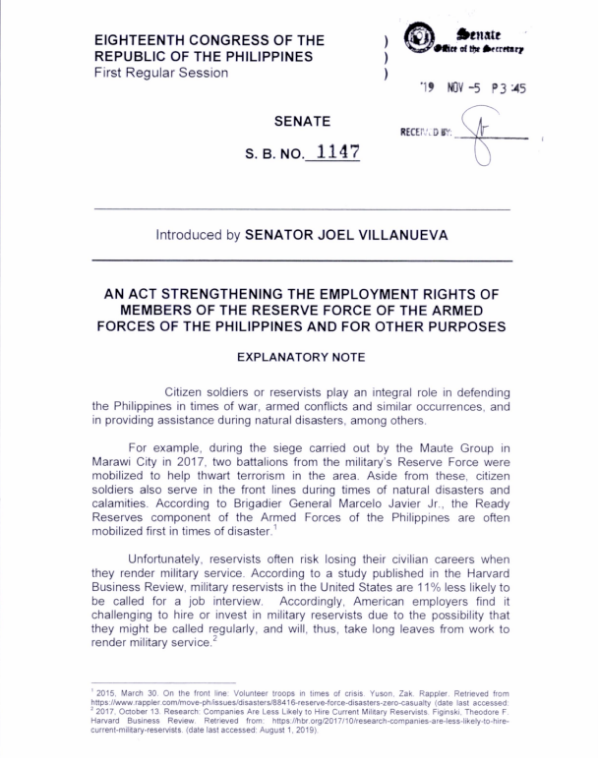 EIGHTEENTH CONGRESS OF THE )
REPUBLIC OF THE PHILIPPINES )
First Regular Session )
Senate
Office of the Secretary
'19 NOV -5 P3:45
SENATE
RECEIVED BY:
S. B. NO. 1147
Introduced by SENATOR JOEL VILLANUEVA
AN ACT STRENGTHENING THE EMPLOYMENT RIGHTS OF
MEMBERS OF THE RESERVE FORCE OF THE ARMED
FORCES OF THE PHILIPPINES AND FOR OTHER PURPOSES
EXPLANATORY NOTE
Citizen soldiers or reservists play an integral role in defending
the Philippines in times of war, armed conflicts and similar occurrences, and
in providing assistance during natural disasters, among others.
For example, during the siege carried out by the Maute Group in
Marawi City in 2017, two battalions from the military's Reserve Force were
mobilized to help thwart terrorism in the area. Aside from these, citizen
soldiers also serve in the front lines during times of natural disasters and
calamities. According to Brigadier General Marcelo Javier Jr., the Ready
Reserves component of the Armed Forces of the Philippines are often
mobilized first in times of disaster.1
Unfortunately, reservists often risk losing their civilian careers when
they render military service. According to a study published in the Harvard
Business Review, military reservists in the United States are 11% less likely to
be called for a job interview. Accordingly, American employers find it
challenging to hire or invest in military reservists due to the possibility that
they might be called regularly, and will, thus, take long leaves from work to
render military service.2
1 2015, March 30. On the front line: Volunteer troops in times of crisis. Yuson, Zak. Rappler. Retrieved from
https://www.rappler.com/move-ph/issues/disasters/88416-reserve-force-disasters-zero-casualty (date last accessed:
2 2017, October 13. Research: Companies Are Less Likely to Hire Current Military Reservists. Figinski, Theodore F.
Harvard Business Review. Retrieved from: https://hbr.org/2017/10/research-companies-are-less-likely-to-hire-
current-military-reservists. (date last accessed: August 1, 2019).